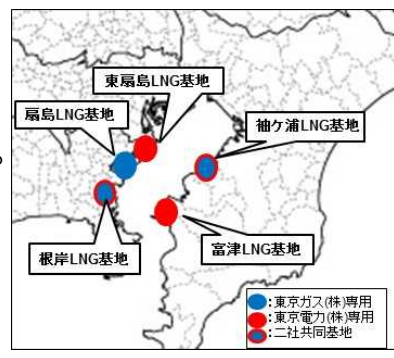 東扇島LNG基地
扇島LNG基地
袖ケ浦LNG基地
根岸LNG基地
富津LNG基地
:東京ガス(株)専用
:東京電力(株)専用
:二社共同基地